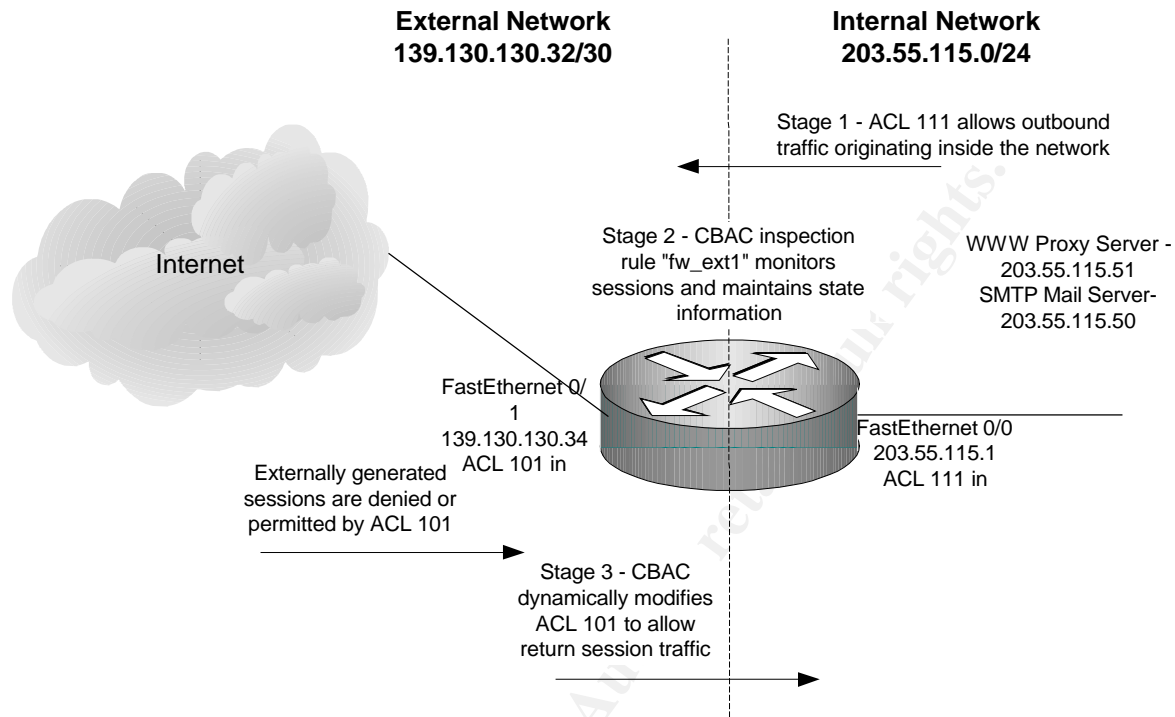 External Network
139.130.130.32/30
Internal Network
203.55.115.0/24
Stage 1 - ACL 111 allows outbound
traffic originating inside the network
Stage 2 - CBAC inspection
rule "fw_ext1" monitors
sessions and maintains state
information
WWW Proxy Server -
203.55.115.51
SMTP Mail Server-
203.55.115.50
Internet
FastEthernet 0/
1
139.130.130.34
ACL 101 in
FastEthernet 0/0
203.55.115.1
ACL 111 in
Externally generated
sessions are denied or
permitted by ACL 101
Stage 3 - CBAC
dynamically modifies
ACL 101 to allow
return session traffic
rights.